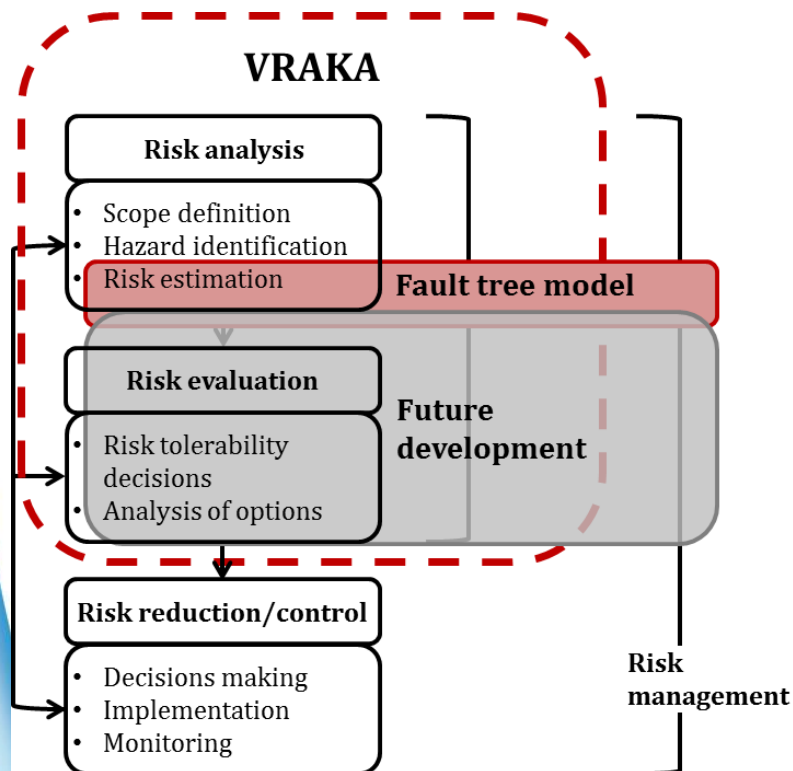 VRAKA
Risk analysis
• Scope definition
• Hazard identification
• Risk estimation
Fault tree model
Risk evaluation
• Risk tolerability
decisions
• Analysis of options
Future
development
Risk reduction/control
• Decisions making
• Implementation
• Monitoring
Risk
management